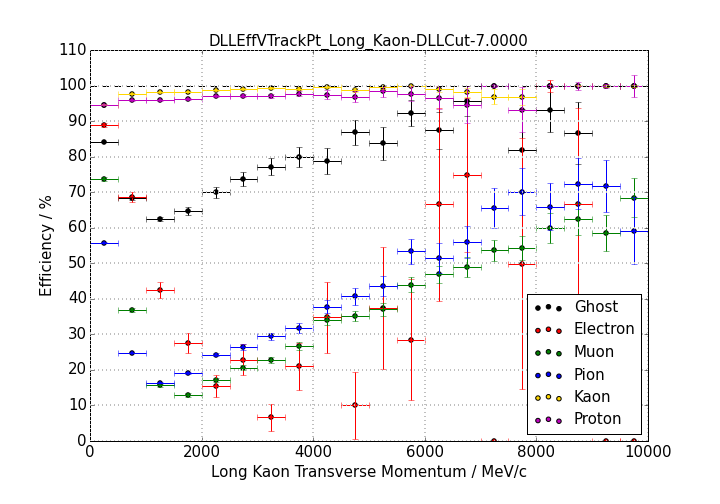 DLLEffVTrackPt_Long_Kaon-DLLCut-7.0000
110
100
90
80
70
60
50
40
30
20
10
0
Efficiency / %
Ghost
Electron
Muon
Pion
Kaon
Proton
0 2000 4000 6000 8000 10000
Long Kaon Transverse Momentum / MeV/c